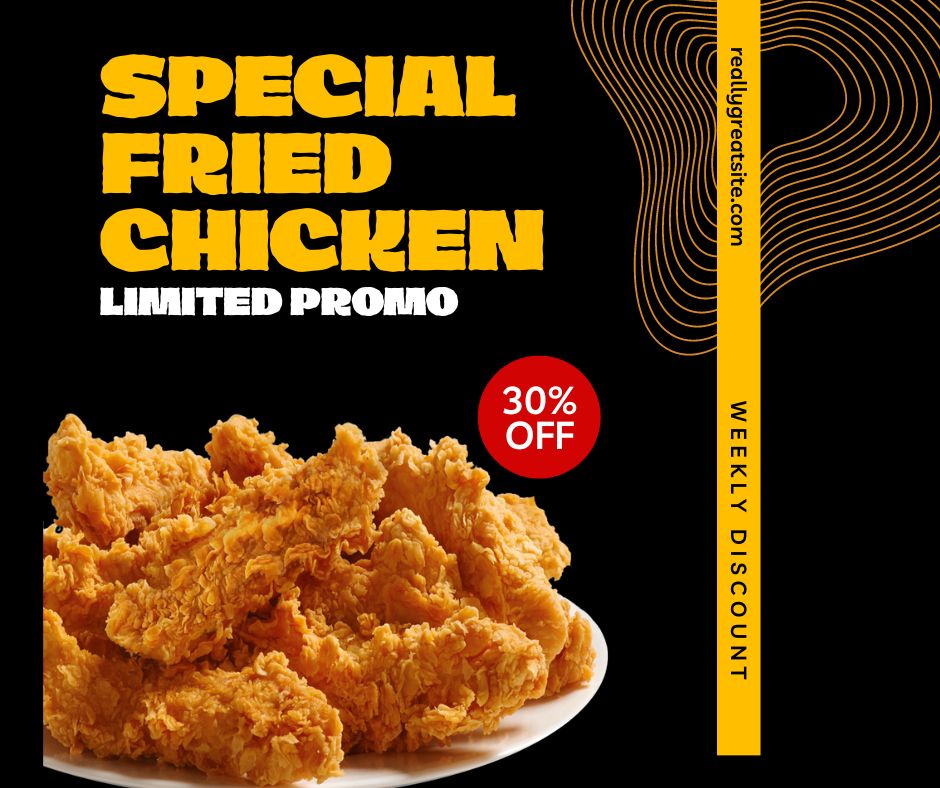 SPECIAL
FRIED
CHICKEN
LIMITED PROMO
30%
OFF
reallygreatsite.com
WEEKLY DISCOUNT